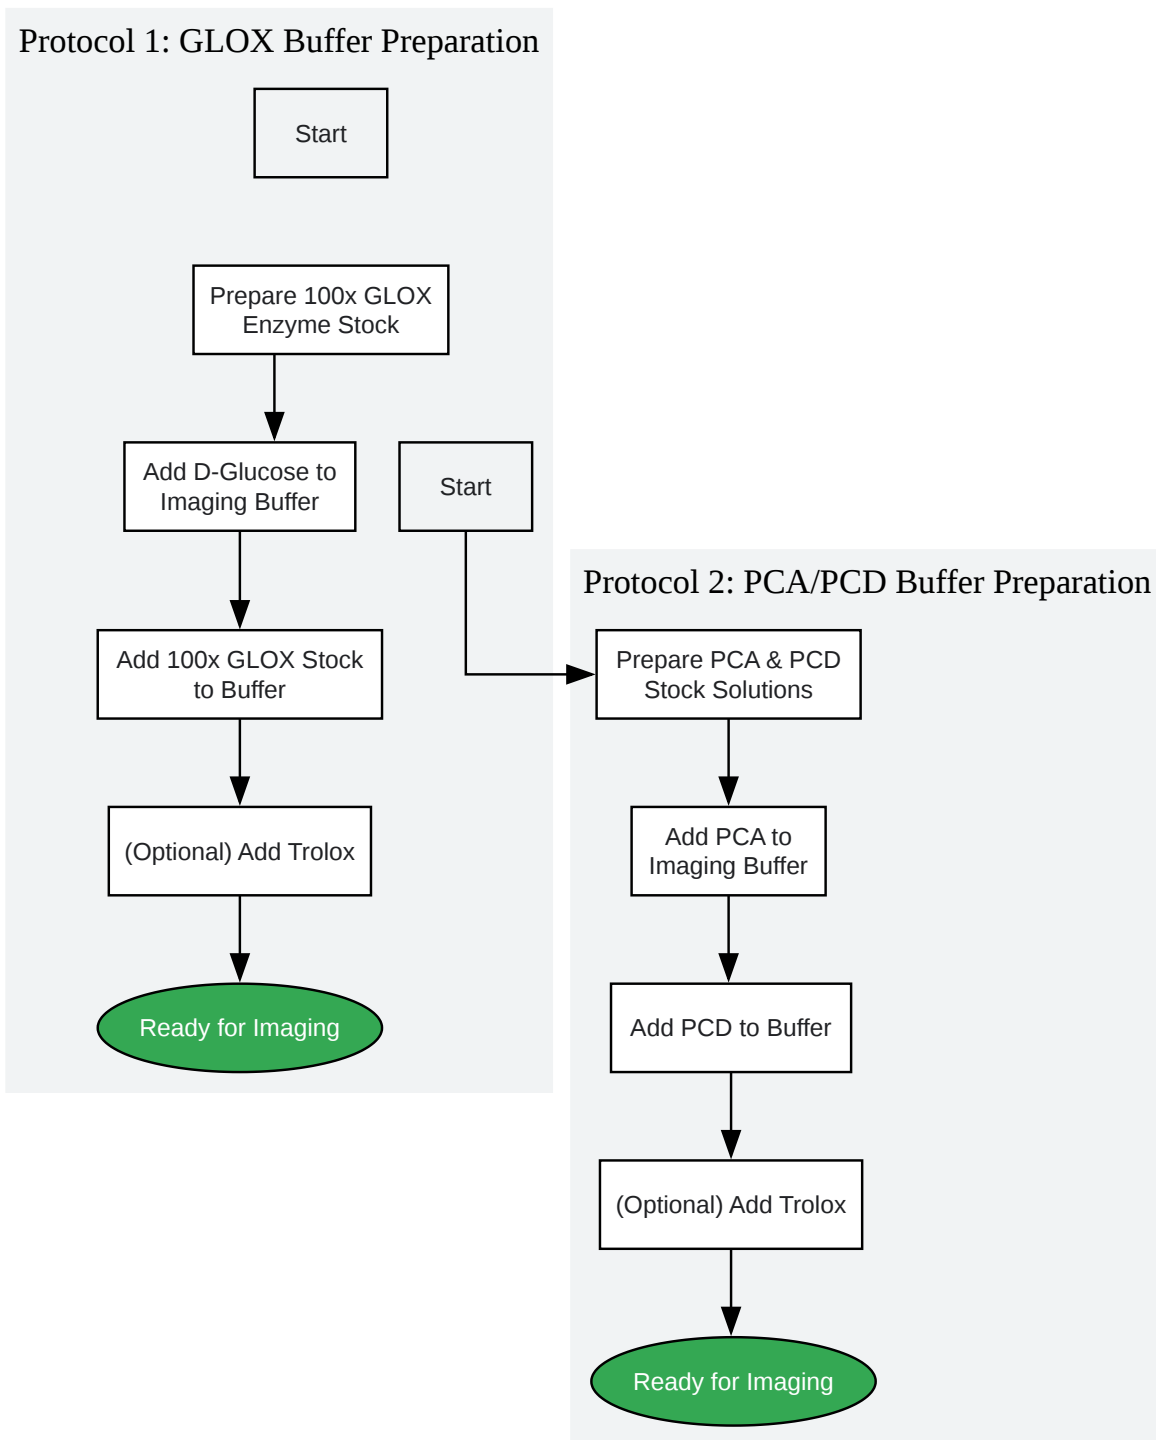 Protocol 1: GLOX Buffer Preparation
Start
Prepare 100x GLOX
Enzyme Stock
Add D-Glucose to
Imaging Buffer
Start
Add 100x GLOX Stock
to Buffer
(Optional) Add Trolox
Ready for Imaging
Protocol 2: PCA/PCD Buffer Preparation
Prepare PCA & PCD
Stock Solutions
Add PCA to
Imaging Buffer
Add PCD to Buffer
(Optional) Add Trolox
Ready for Imaging